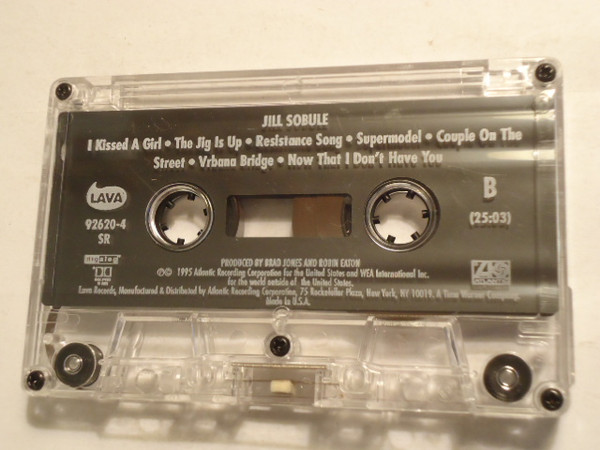 JILL SOBULE
I Kissed A Girl • The Jig Is Up • Resistance Song • Supermodel • Couple On The
Street • Vrbana Bridge • Now That I Don't Have You
LAVA
92620-4
SR
B
(25:03)
PRODUCED BY BRAD JONES AND ROBIN EATON
℗© 1995 Atlantic Recording Corporation for the United States and WEA International Inc.
for the world outside of the United States.
Lava Records, Manufactured & Distributed by Atlantic Recording Corporation, 75 Rockefeller Plaza, New York, NY 10019. A Time Warner Company.
Made in U.S.A.